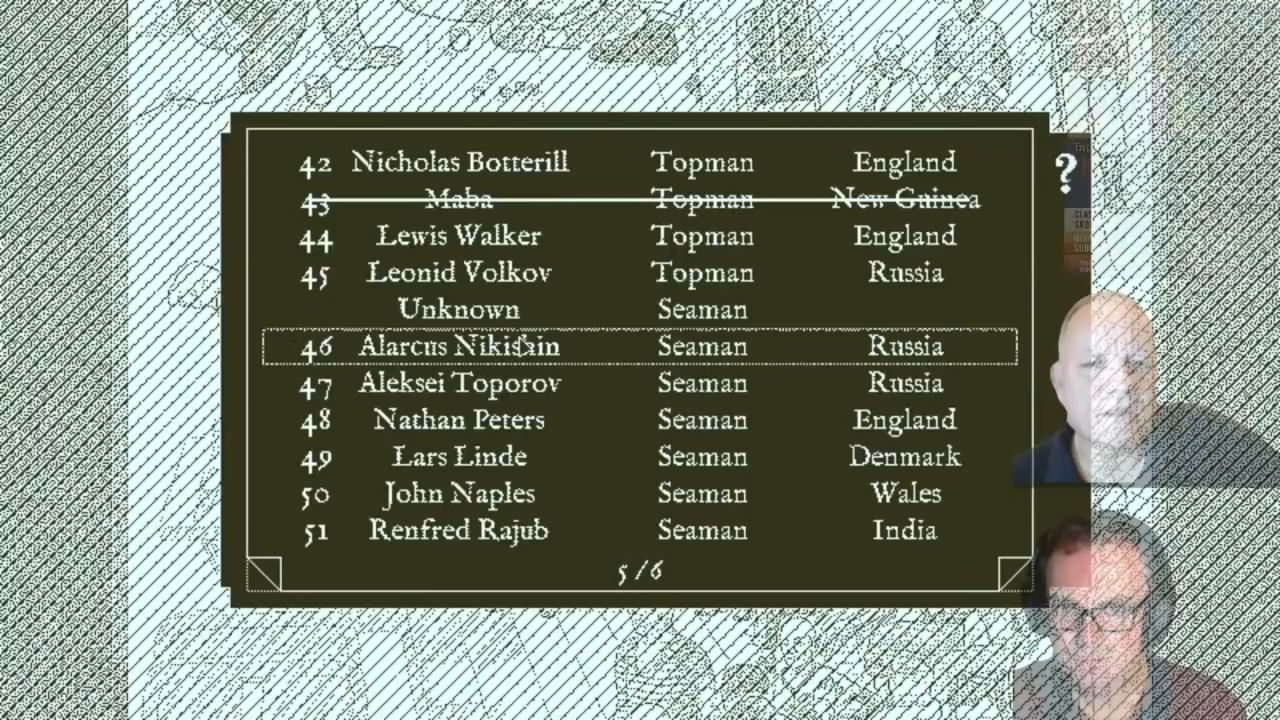 42 Nicholas Botterill Topman England
43 Maba Topman New Guinea
44 Lewis Walker Topman England
45 Leonid Volkov Topman Russia
Unknown Seaman
46 Alarcus Nikishin Seaman Russia
47 Aleksei Toporov Seaman Russia
48 Nathan Peters Seaman England
49 Lars Linde Seaman Denmark
50 John Naples Seaman Wales
51 Renfred Rajub Seaman India
5/6
?